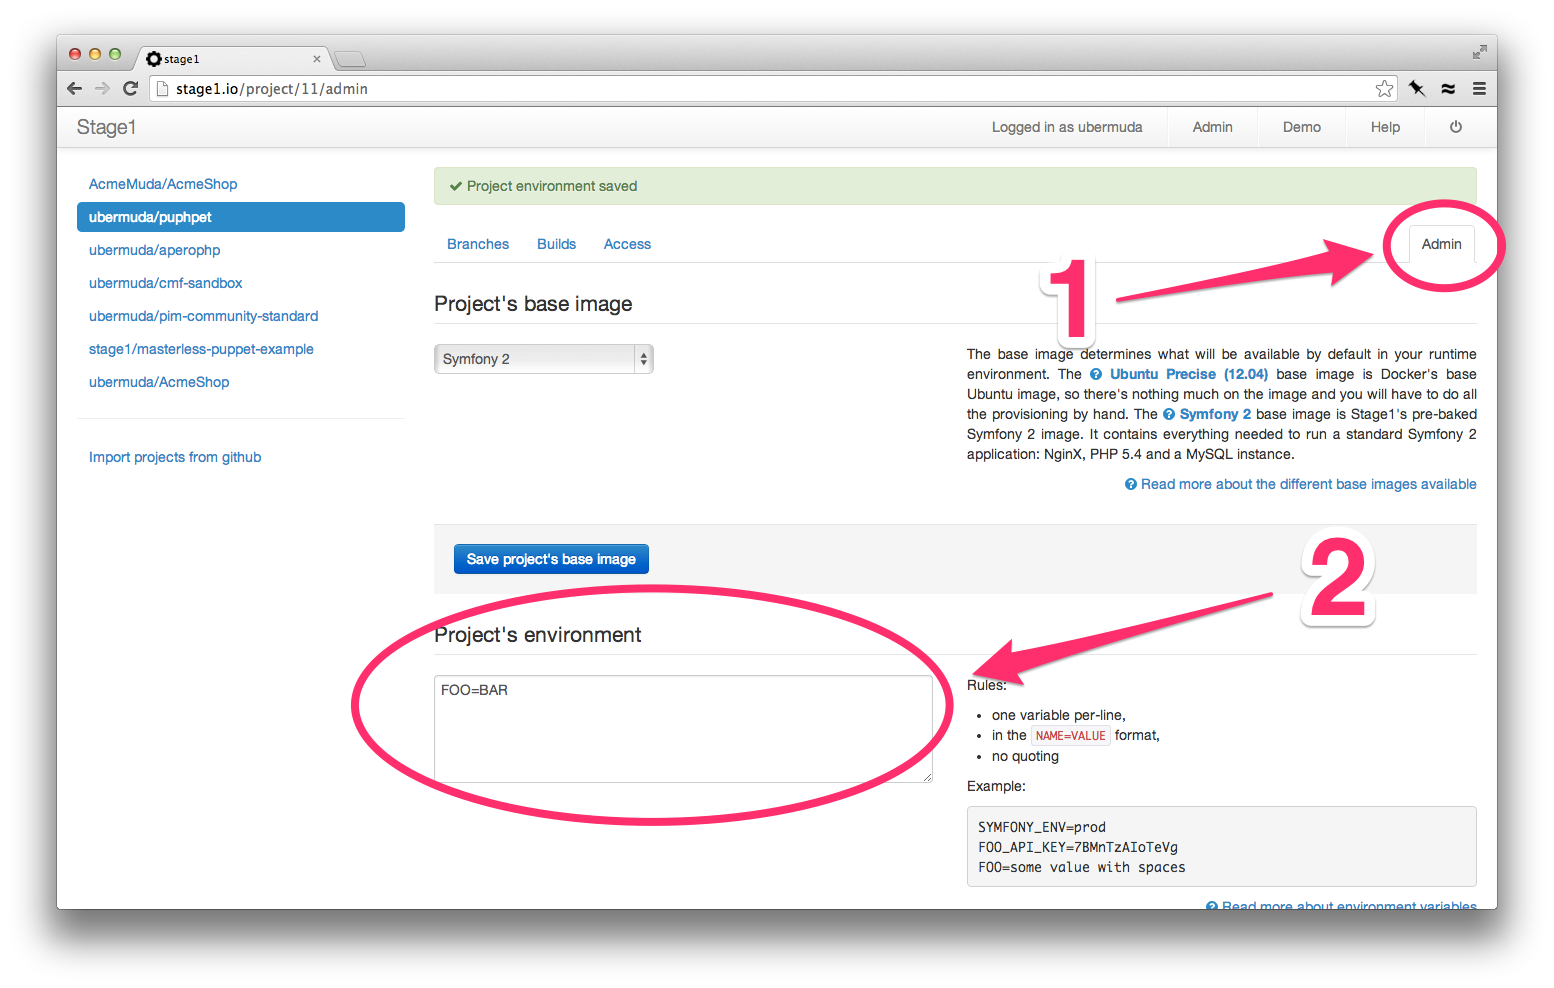 stage1
stage1.io/project/11/admin
Stage1
Logged in as ubermuda
Admin
Demo
Help
AcmeMuda/AcmeShop
ubermuda/puphpet
ubermuda/aperophp
ubermuda/cmf-sandbox
ubermuda/pim-community-standard
stage1/masterless-puppet-example
ubermuda/AcmeShop
Import projects from github
Project environment saved
Branches
Builds
Access
Admin
1
Project's base image
Symfony 2
The base image determines what will be available by default in your runtime
environment. The Ubuntu Precise (12.04) base image is Docker's base
Ubuntu image, so there's nothing much on the image and you will have to do all
the provisioning by hand. The Symfony 2 base image is Stage1's pre-baked
Symfony 2 image. It contains everything needed to run a standard Symfony 2
application: NginX, PHP 5.4 and a MySQL instance.
Read more about the different base images available
Save project's base image
2
Project's environment
FOO=BAR
Rules:
one variable per-line,
in the NAME=VALUE format,
no quoting
Example:
SYMFONY_ENV=prod
FOO_API_KEY=7BMnTzAIoTeVg
FOO=some value with spaces
Read more about environment variables